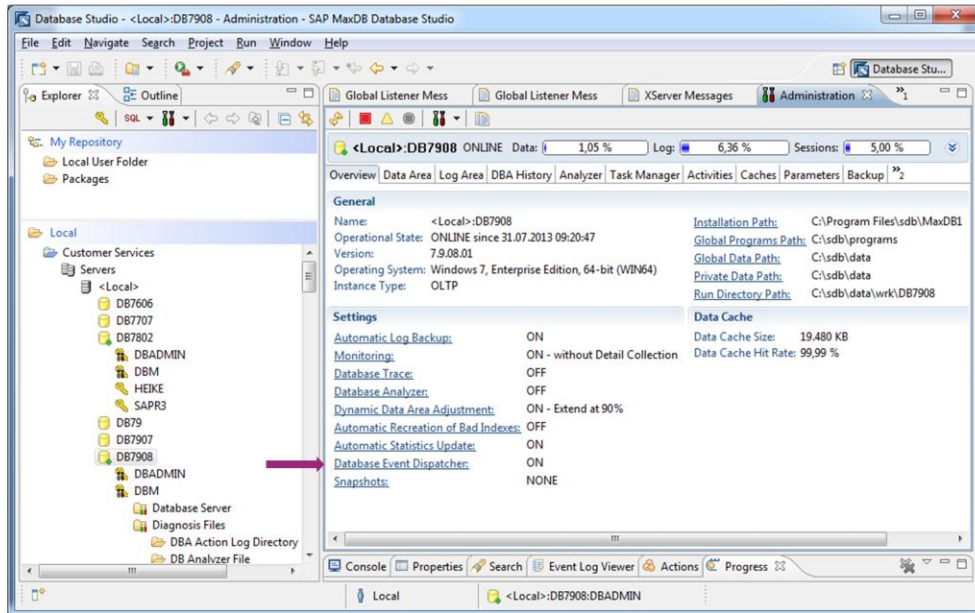 Database Studio - <Local>:DB7908 - Administration - SAP MaxDB Database Studio
File Edit Navigate Search Project Run Window Help
Database Stu...
Explorer Outline
SQL
My Repository
Local User Folder
Packages
Local
Customer Services
Servers
<Local>
DB7606
DB7707
DB7802
DBADMIN
DBM
HEIKE
SAPR3
DB79
DB7907
DB7908
DBADMIN
DBM
Database Server
Diagnosis Files
DBA Action Log Directory
DB Analyzer File
Global Listener Mess Global Listener Mess XServer Messages Administration »1
<Local>:DB7908 ONLINE Data: 1,05 % Log: 6,36 % Sessions: 5,00 %
Overview Data Area Log Area DBA History Analyzer Task Manager Activities Caches Parameters Backup »2
General
Name: <Local>:DB7908
Operational State: ONLINE since 31.07.2013 09:20:47
Version: 7.9.08.01
Operating System: Windows 7, Enterprise Edition, 64-bit (WIN64)
Instance Type: OLTP
Installation Path: C:\Program Files\sdb\MaxDB1
Global Programs Path: C:\sdb\programs
Global Data Path: C:\sdb\data
Private Data Path: C:\sdb\data
Run Directory Path: C:\sdb\data\wrk\DB7908
Settings
Automatic Log Backup: ON
Monitoring: ON - without Detail Collection
Database Trace: OFF
Database Analyzer: OFF
Dynamic Data Area Adjustment: ON - Extend at 90%
Automatic Recreation of Bad Indexes: OFF
Automatic Statistics Update: ON
Database Event Dispatcher: ON
Snapshots: NONE
Data Cache
Data Cache Size: 19.480 KB
Data Cache Hit Rate: 99,99 %
Console Properties Search Event Log Viewer Actions Progress
Local <Local>:DB7908:DBADMIN